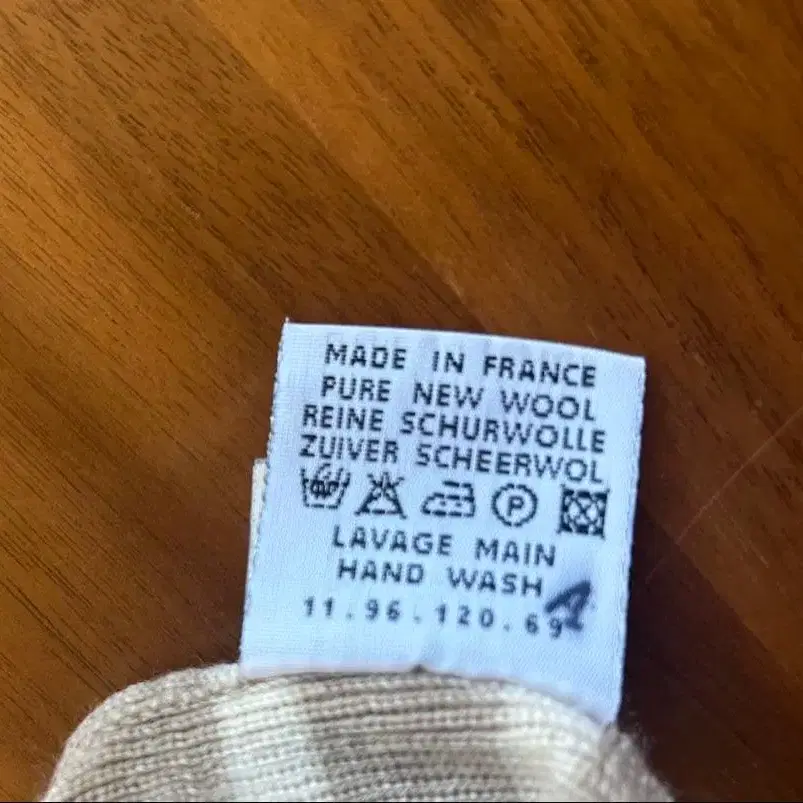 MADE IN FRANCE
PURE NEW WOOL
REINE SCHURWOLLE
ZUIVER SCHEERWOL
P
LAVAGE MAIN
HAND WASH
11.96.120.69